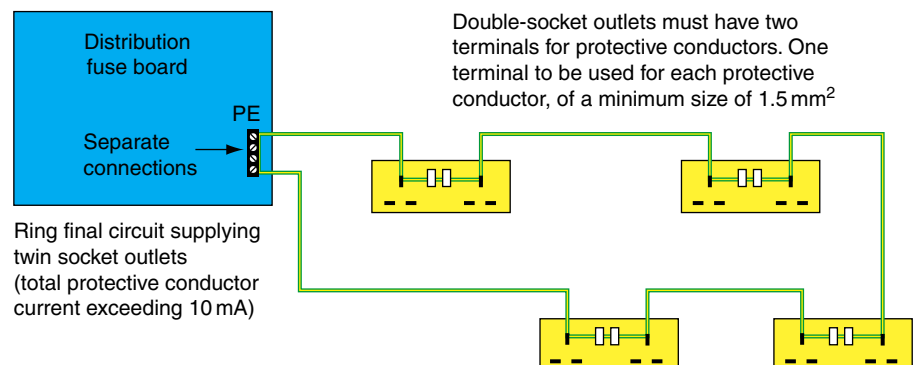 Distribution
fuse board
PE
Separate
connections
Ring final circuit supplying
twin socket outlets
(total protective conductor
current exceeding 10 mA)
Double-socket outlets must have two
terminals for protective conductors. One
terminal to be used for each protective
conductor, of a minimum size of 1.5 mm²